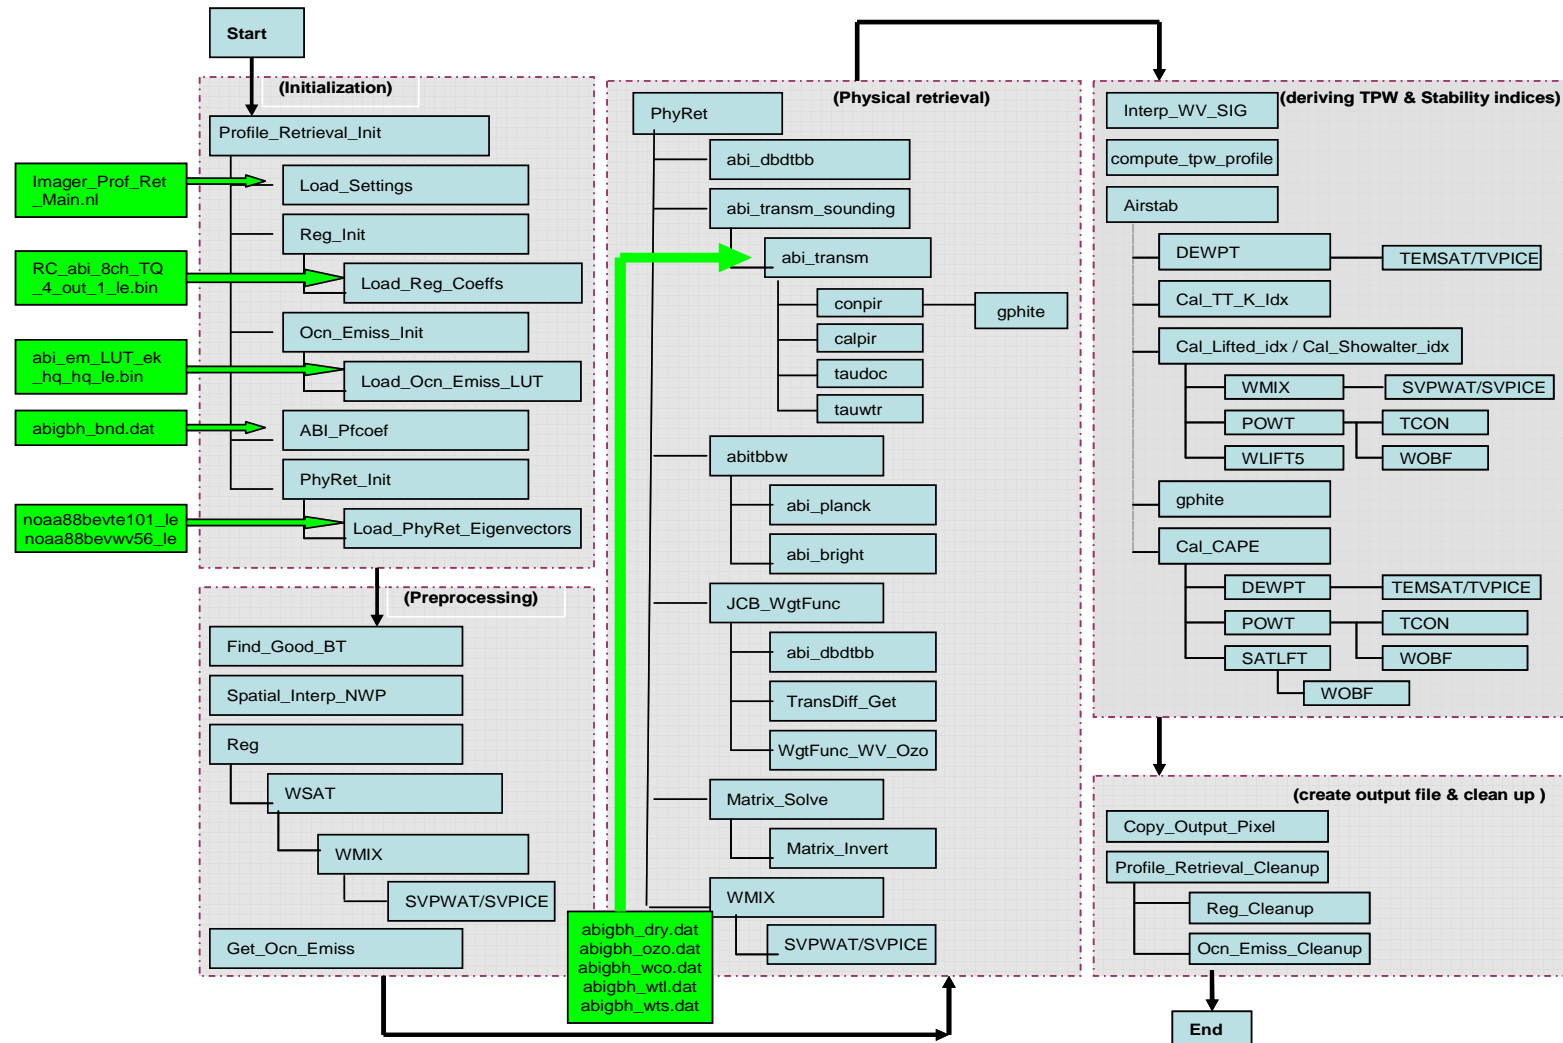 Start
(Initialization)
Profile_Retrieval_Init
Imager_Prof_Ret
_Main.nl
Load_Settings
Reg_Init
RC_abi_8ch_TQ
_4_out_1_le.bin
Load_Reg_Coeffs
Ocn_Emiss_Init
abi_em_LUT_ek
_hq_hq_le.bin
Load_Ocn_Emiss_LUT
abigbh_bnd.dat
ABI_Pfcoef
PhyRet_Init
noaa88bevte101_le
noaa88bevwv56_le
Load_PhyRet_Eigenvectors
(Preprocessing)
Find_Good_BT
Spatial_Interp_NWP
Reg
WSAT
WMIX
SVPWAT/SVPICE
Get_Ocn_Emiss
(Physical retrieval)
PhyRet
abi_dbdtbb
abi_transm_sounding
abi_transm
conpir
gphite
calpir
taudoc
tauwtr
abitbbw
abi_planck
abi_bright
JCB_WgtFunc
abi_dbdtbb
TransDiff_Get
WgtFunc_WV_Ozo
Matrix_Solve
Matrix_Invert
WMIX
SVPWAT/SVPICE
abigbh_dry.dat
abigbh_ozo.dat
abigbh_wco.dat
abigbh_wtl.dat
abigbh_wts.dat
(deriving TPW & Stability indices)
Interp_WV_SIG
compute_tpw_profile
Airstab
DEWPT
TEMSAT/TVPICE
Cal_TT_K_Idx
Cal_Lifted_idx / Cal_Showalter_idx
WMIX
SVPWAT/SVPICE
POWT
TCON
WLIFT5
WOBF
gphite
Cal_CAPE
DEWPT
TEMSAT/TVPICE
POWT
TCON
SATLFT
WOBF
WOBF
(create output file & clean up )
Copy_Output_Pixel
Profile_Retrieval_Cleanup
Reg_Cleanup
Ocn_Emiss_Cleanup
End